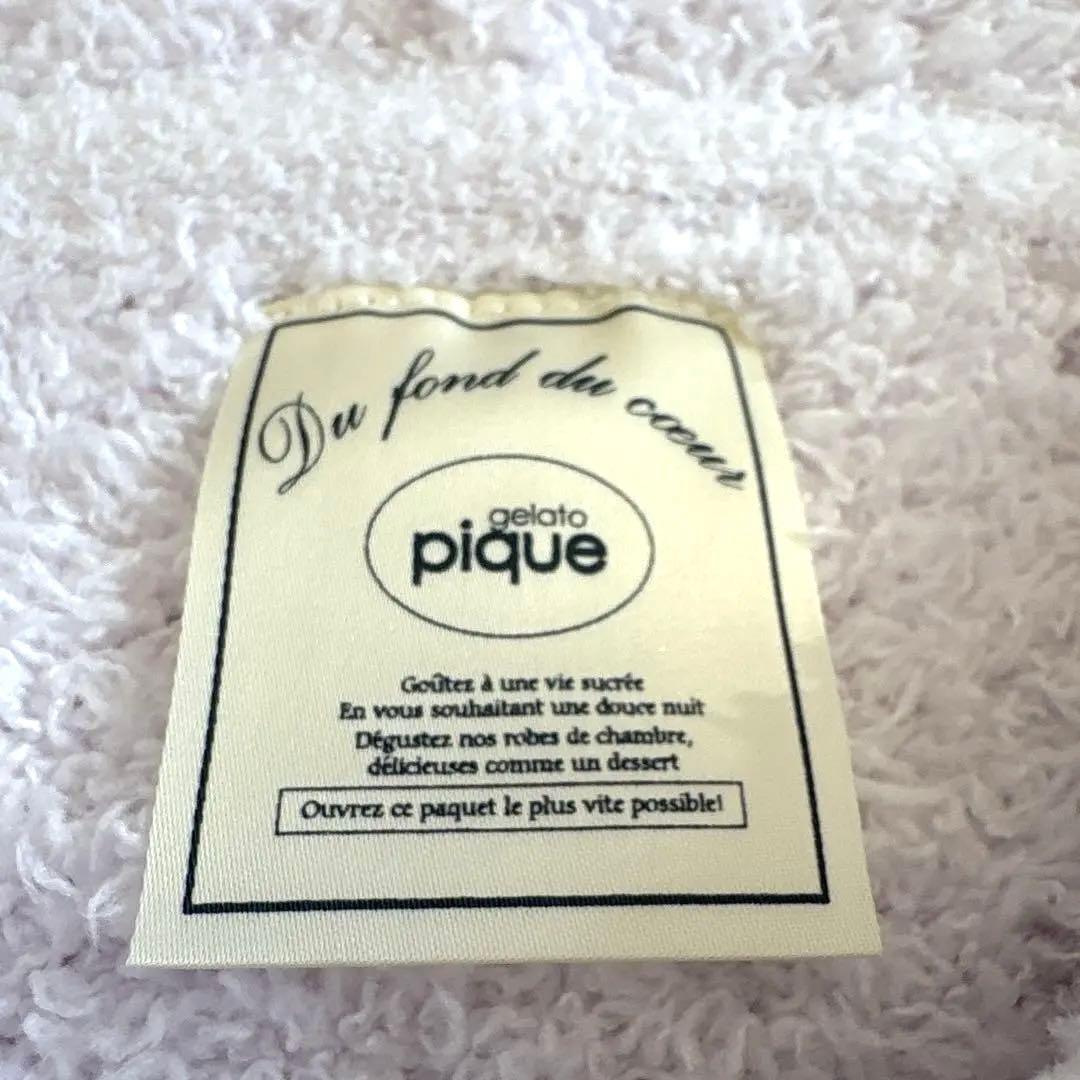 Du fond du cœur
gelato
pique
Goûtez à une vie sucrée
En vous souhaitant une douce nuit
Dégustez nos robes de chambre,
délicieuses comme un dessert
Ouvrez ce paquet le plus vite possible!